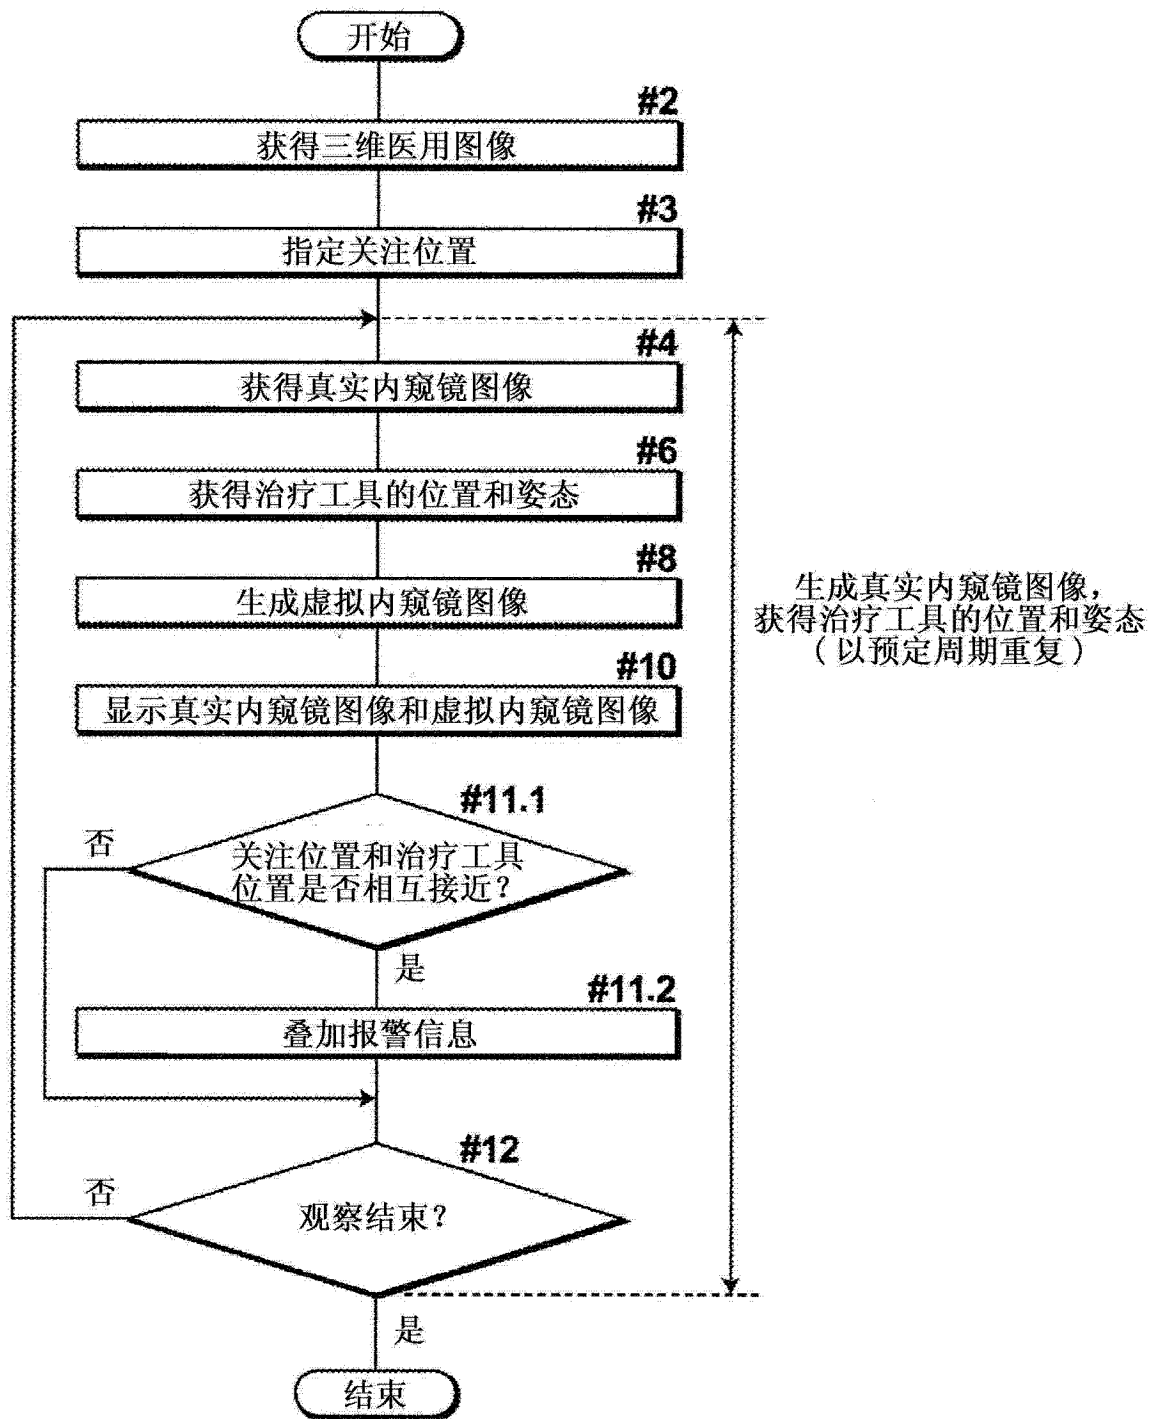 开始
#2
获得三维医用图像
#3
指定关注位置
#4
获得真实内窥镜图像
#6
获得治疗工具的位置和姿态
#8
生成虚拟内窥镜图像
#10
显示真实内窥镜图像和虚拟内窥镜图像
#11.1
否
关注位置和治疗工具
位置是否相互接近？
是
#11.2
叠加报警信息
#12
否
观察结束？
是
结束
生成真实内窥镜图像，
获得治疗工具的位置和姿态
（以预定周期重复）